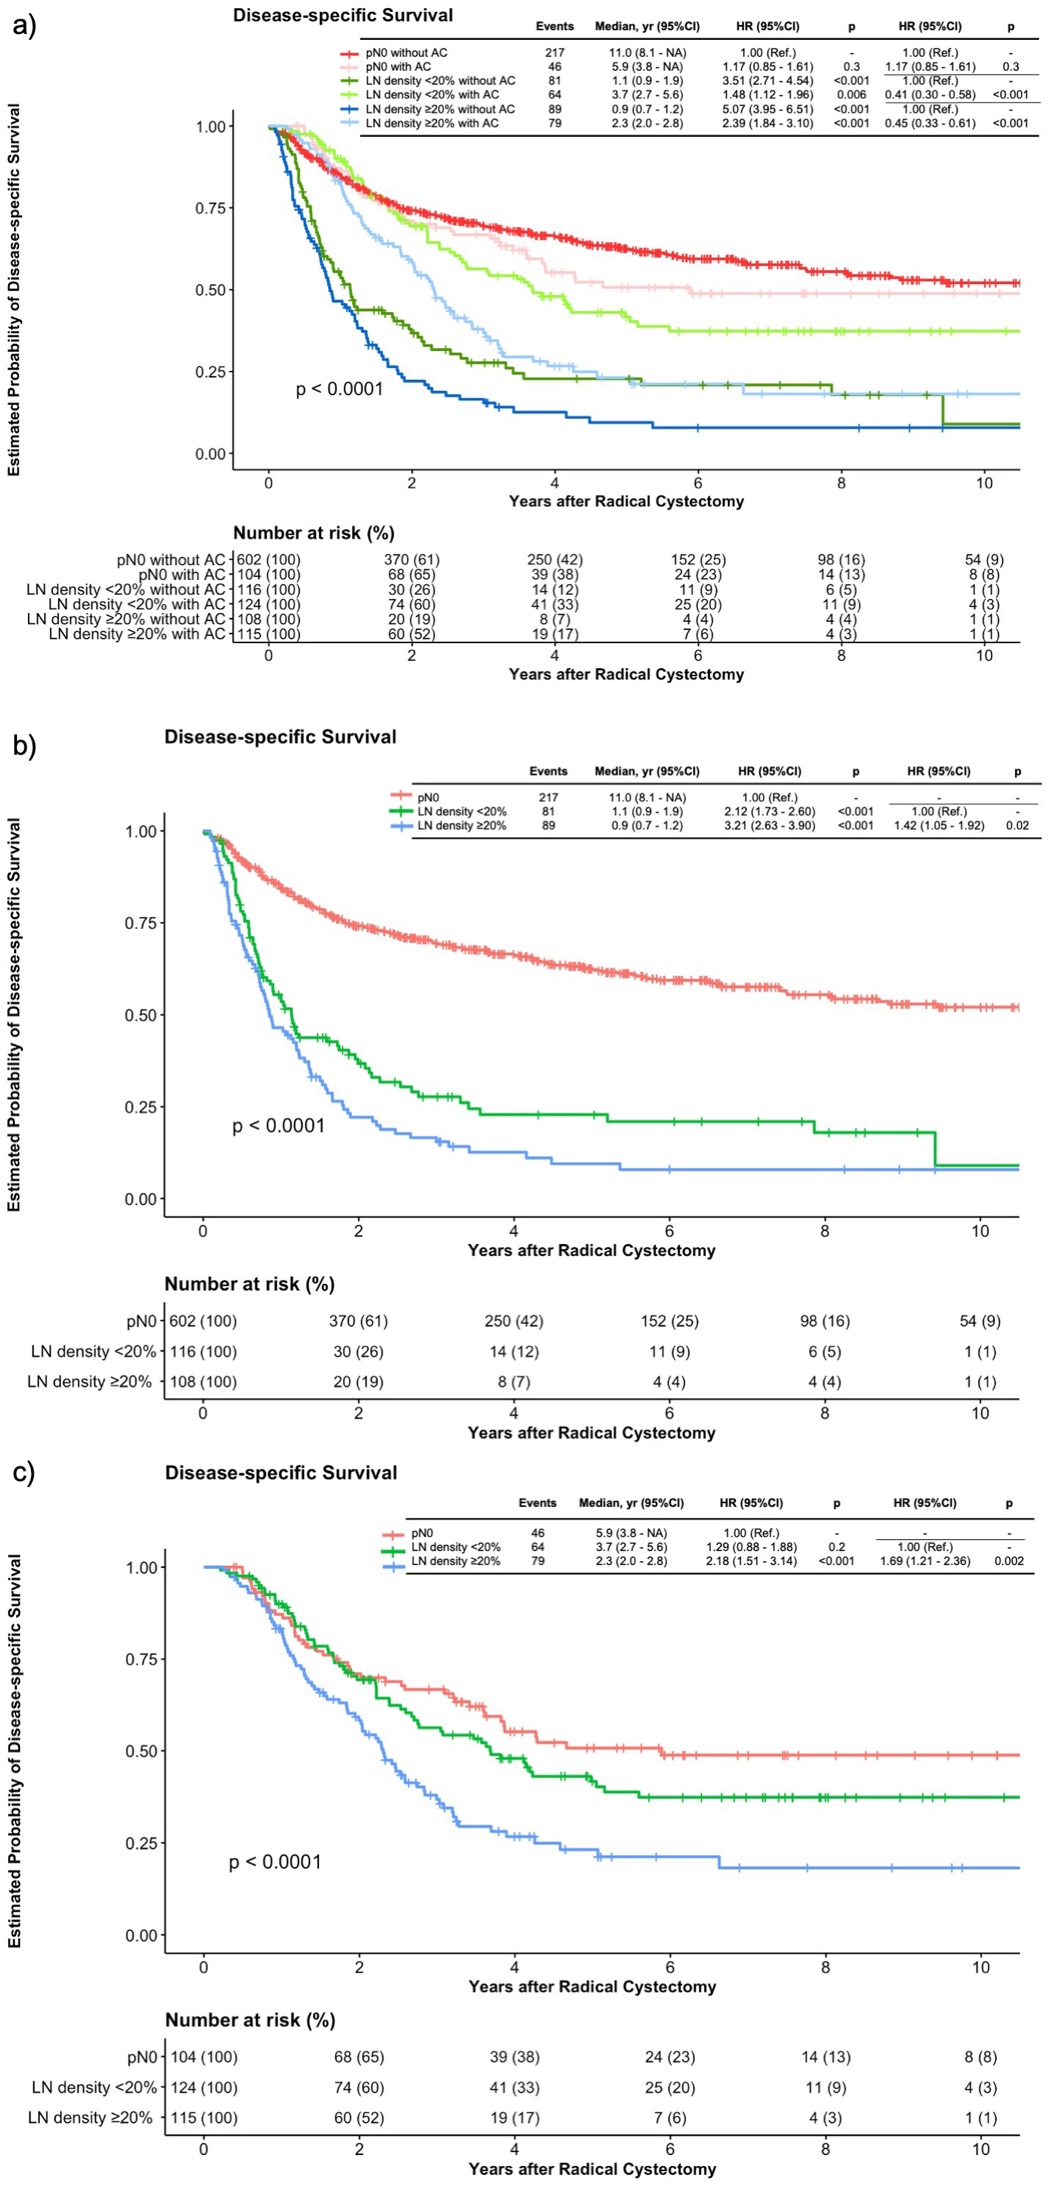 a)
Disease-specific Survival
Events Median, yr (95%CI) HR (95%CI) p HR (95%CI) p
pN0 without AC 217 11.0 (8.1 - NA) 1.00 (Ref.) - 1.00 (Ref.) -
pN0 with AC 46 5.9 (3.8 - NA) 1.17 (0.85 - 1.61) 0.3 1.17 (0.85 - 1.61) 0.3
LN density <20% without AC 81 1.1 (0.9 - 1.9) 3.51 (2.71 - 4.54) <0.001 1.00 (Ref.) -
LN density <20% with AC 64 3.7 (2.7 - 5.6) 1.48 (1.12 - 1.96) 0.006 0.41 (0.30 - 0.58) <0.001
LN density ≥20% without AC 89 0.9 (0.7 - 1.2) 5.07 (3.95 - 6.51) <0.001 1.00 (Ref.) -
LN density ≥20% with AC 79 2.3 (2.0 - 2.8) 2.39 (1.84 - 3.10) <0.001 0.45 (0.33 - 0.61) <0.001
Estimated Probability of Disease-specific Survival
1.00
0.75
0.50
0.25
0.00
p < 0.0001
0 2 4 6 8 10
Years after Radical Cystectomy
Number at risk (%)
pN0 without AC 602 (100) 370 (61) 250 (42) 152 (25) 98 (16) 54 (9)
pN0 with AC 104 (100) 68 (65) 39 (38) 24 (23) 14 (13) 8 (8)
LN density <20% without AC 116 (100) 30 (26) 14 (12) 11 (9) 6 (5) 1 (1)
LN density <20% with AC 124 (100) 74 (60) 41 (33) 25 (20) 11 (9) 4 (3)
LN density ≥20% without AC 108 (100) 20 (19) 8 (7) 4 (4) 4 (4) 1 (1)
LN density ≥20% with AC 115 (100) 60 (52) 19 (17) 7 (6) 4 (3) 1 (1)
0 2 4 6 8 10
Years after Radical Cystectomy
b)
Disease-specific Survival
Events Median, yr (95%CI) HR (95%CI) p HR (95%CI) p
pN0 217 11.0 (8.1 - NA) 1.00 (Ref.) - - -
LN density <20% 81 1.1 (0.9 - 1.9) 2.12 (1.73 - 2.60) <0.001 1.00 (Ref.) -
LN density ≥20% 89 0.9 (0.7 - 1.2) 3.21 (2.63 - 3.90) <0.001 1.42 (1.05 - 1.92) 0.02
Estimated Probability of Disease-specific Survival
1.00
0.75
0.50
0.25
0.00
p < 0.0001
0 2 4 6 8 10
Years after Radical Cystectomy
Number at risk (%)
pN0 602 (100) 370 (61) 250 (42) 152 (25) 98 (16) 54 (9)
LN density <20% 116 (100) 30 (26) 14 (12) 11 (9) 6 (5) 1 (1)
LN density ≥20% 108 (100) 20 (19) 8 (7) 4 (4) 4 (4) 1 (1)
0 2 4 6 8 10
Years after Radical Cystectomy
c)
Disease-specific Survival
Events Median, yr (95%CI) HR (95%CI) p HR (95%CI) p
pN0 46 5.9 (3.8 - NA) 1.00 (Ref.) - - -
LN density <20% 64 3.7 (2.7 - 5.6) 1.29 (0.88 - 1.88) 0.2 1.00 (Ref.) -
LN density ≥20% 79 2.3 (2.0 - 2.8) 2.18 (1.51 - 3.14) <0.001 1.69 (1.21 - 2.36) 0.002
Estimated Probability of Disease-specific Survival
1.00
0.75
0.50
0.25
0.00
p < 0.0001
0 2 4 6 8 10
Years after Radical Cystectomy
Number at risk (%)
pN0 104 (100) 68 (65) 39 (38) 24 (23) 14 (13) 8 (8)
LN density <20% 124 (100) 74 (60) 41 (33) 25 (20) 11 (9) 4 (3)
LN density ≥20% 115 (100) 60 (52) 19 (17) 7 (6) 4 (3) 1 (1)
0 2 4 6 8 10
Years after Radical Cystectomy